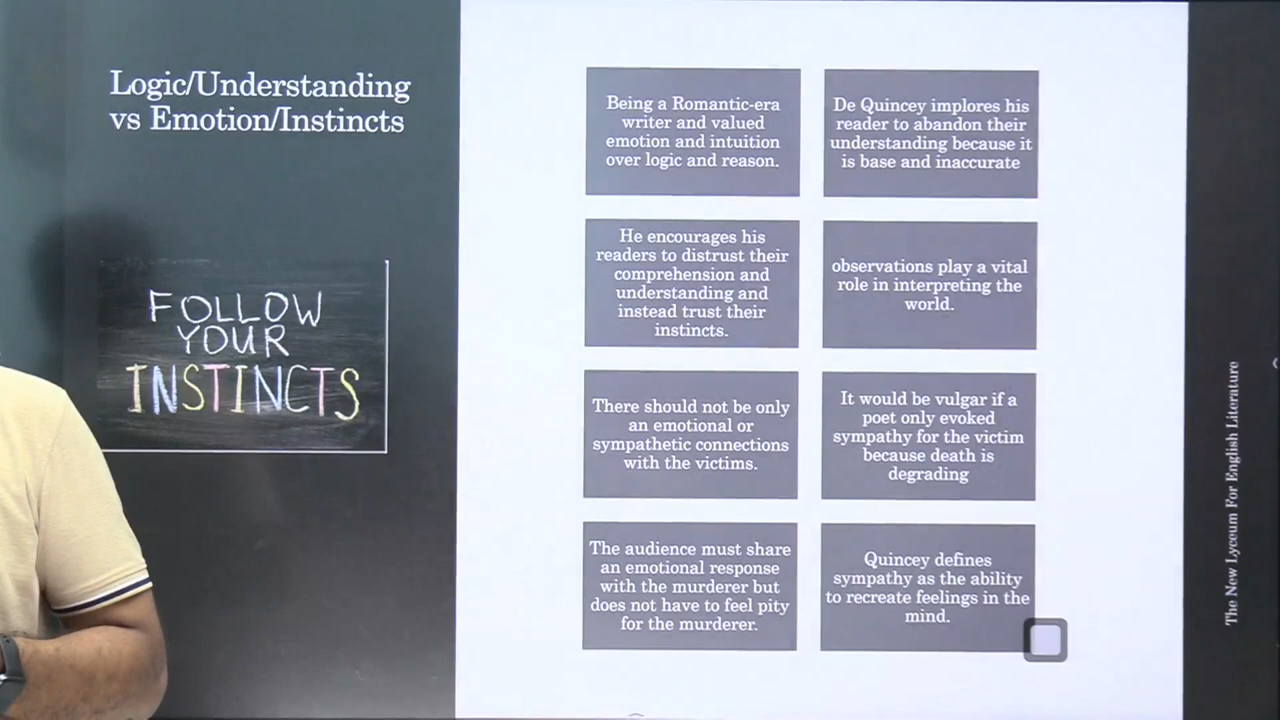 Logic/Understanding
vs Emotion/Instincts
FOLLOW
YOUR
INSTINCTS
Being a Romantic-era
writer and valued
emotion and intuition
over logic and reason.
De Quincey implores his
reader to abandon their
understanding because it
is base and inaccurate
He encourages his
readers to distrust their
comprehension and
understanding and
instead trust their
instincts.
observations play a vital
role in interpreting the
world.
There should not be only
an emotional or
sympathetic connections
with the victims.
It would be vulgar if a
poet only evoked
sympathy for the victim
because death is
degrading
The audience must share
an emotional response
with the murderer but
does not have to feel pity
for the murderer.
Quincey defines
sympathy as the ability
to recreate feelings in the
mind.
The New Lyceum For English Literature